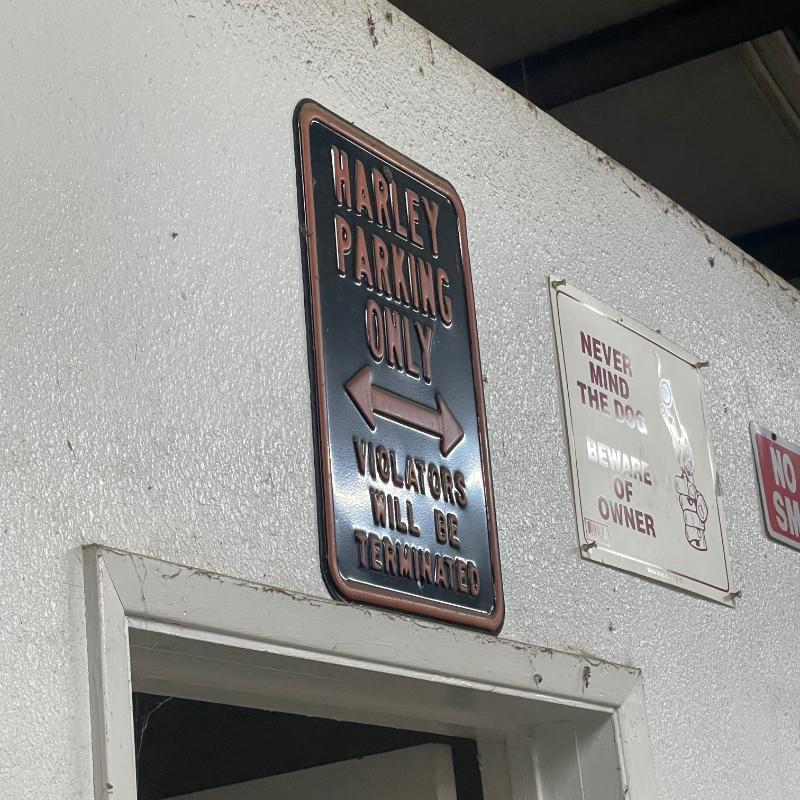 HARLEY
PARKING
ONLY
VIOLATORS
WILL BE
TERMINATED
NEVER
MIND
THE DOG
BEWARE
OF
OWNER
NO
SM